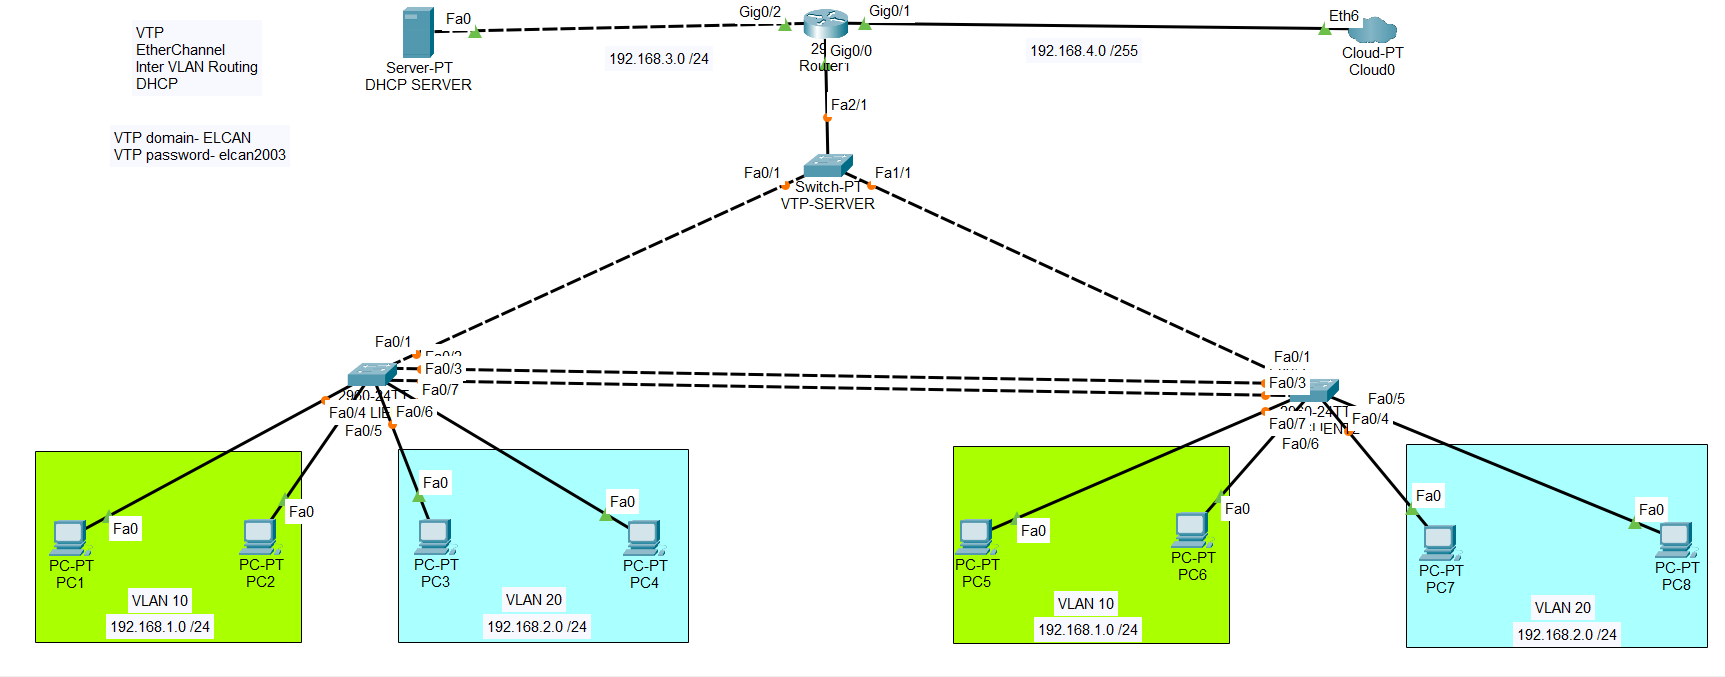 VTP
EtherChannel
Inter VLAN Routing
DHCP
VTP domain- ELCAN
VTP password- elcan2003
Fa0
Server-PT
DHCP SERVER
192.168.3.0 /24
Gig0/2
Gig0/1
29
Gig0/0
Router1
192.168.4.0 /255
Eth6
Cloud-PT
Cloud0
Fa2/1
Fa0/1
Fa1/1
Switch-PT
VTP-SERVER
Fa0/1
Fa0/3
Fa0/7
2960-24TT
Fa0/4
Fa0/6
Fa0/5
Fa0/1
Fa0/3
2960-24TT
Fa0/5
Fa0/4
Fa0/7
Fa0/6
Fa0
PC-PT
PC1
Fa0
PC-PT
PC2
VLAN 10
192.168.1.0 /24
Fa0
PC-PT
PC3
Fa0
PC-PT
PC4
VLAN 20
192.168.2.0 /24
Fa0
PC-PT
PC5
Fa0
PC-PT
PC6
VLAN 10
192.168.1.0 /24
Fa0
PC-PT
PC7
Fa0
PC-PT
PC8
VLAN 20
192.168.2.0 /24